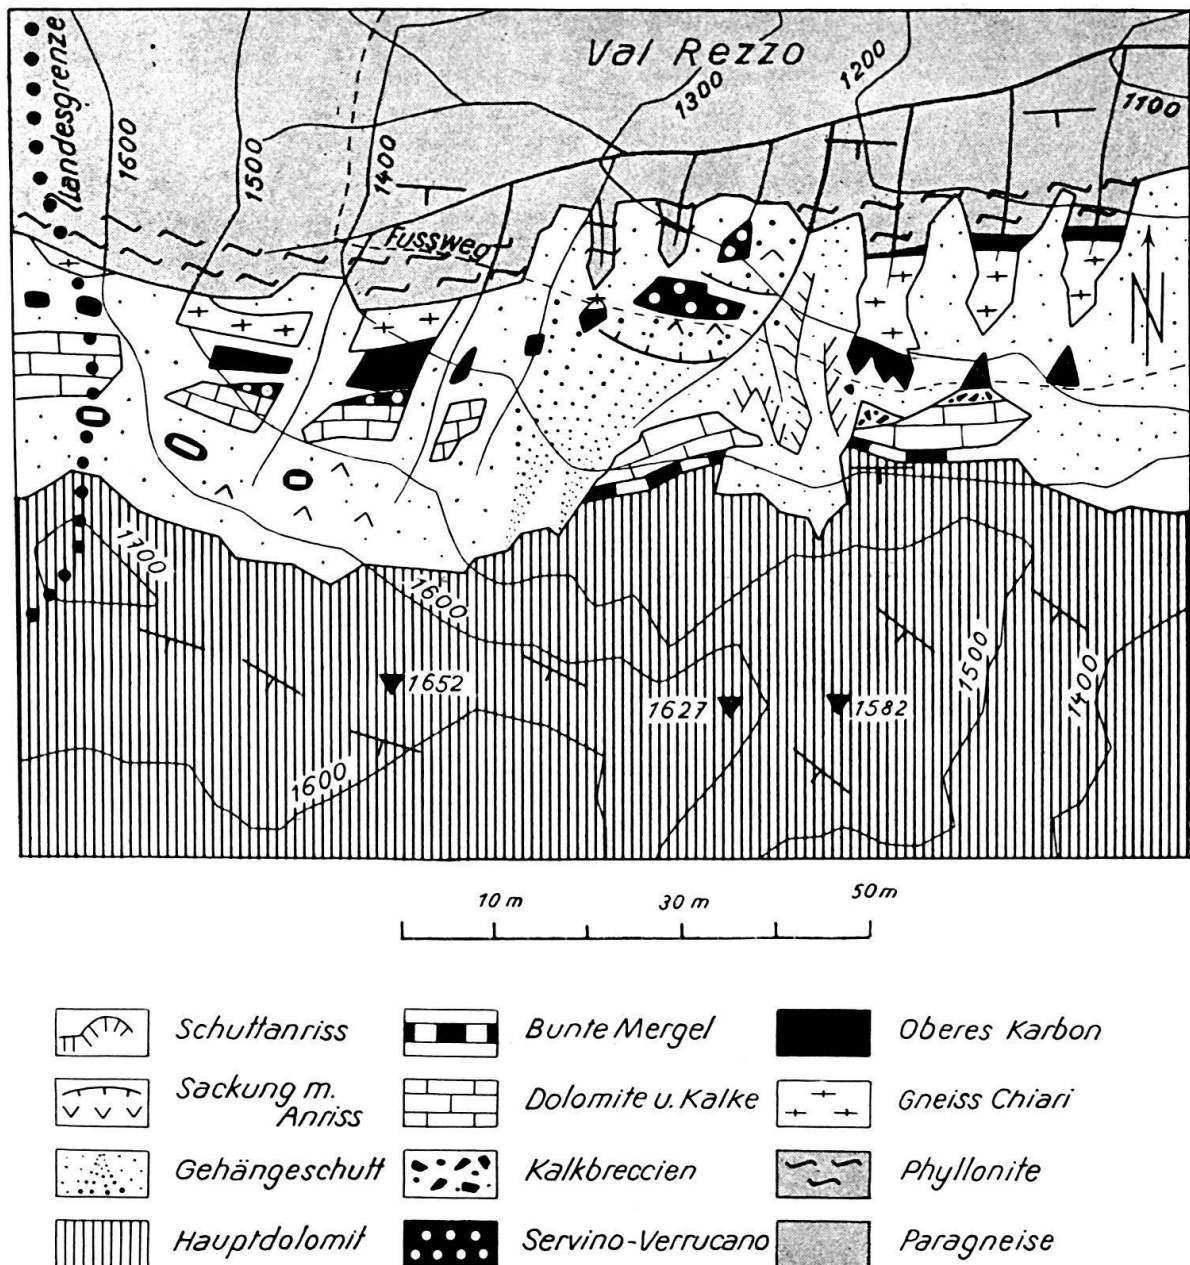 Val Rezzo
Landesgrenze
1600
1500
1400
1300
1200
1100
Fussweg
1700
1600
1652
1627
1582
1500
1400
1600
10 m
30 m
50 m
Schuttanriss
Sackung m.
Anriss
Gehängeschutt
Hauptdolomit
Bunte Mergel
Dolomite u. Kalke
Kalkbreccien
Servino-Verrucano
Oberes Karbon
Gneiss Chiari
Phyllonite
Paragneise
N